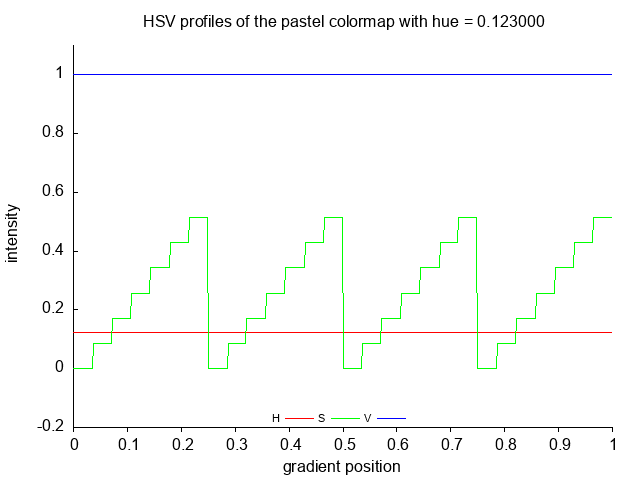 HSV profiles of the pastel colormap with hue = 0.123000
1
0.8
0.6
intensity
0.4
0.2
0
-0.2
H S V
0 0.1 0.2 0.3 0.4 0.5 0.6 0.7 0.8 0.9 1
gradient position